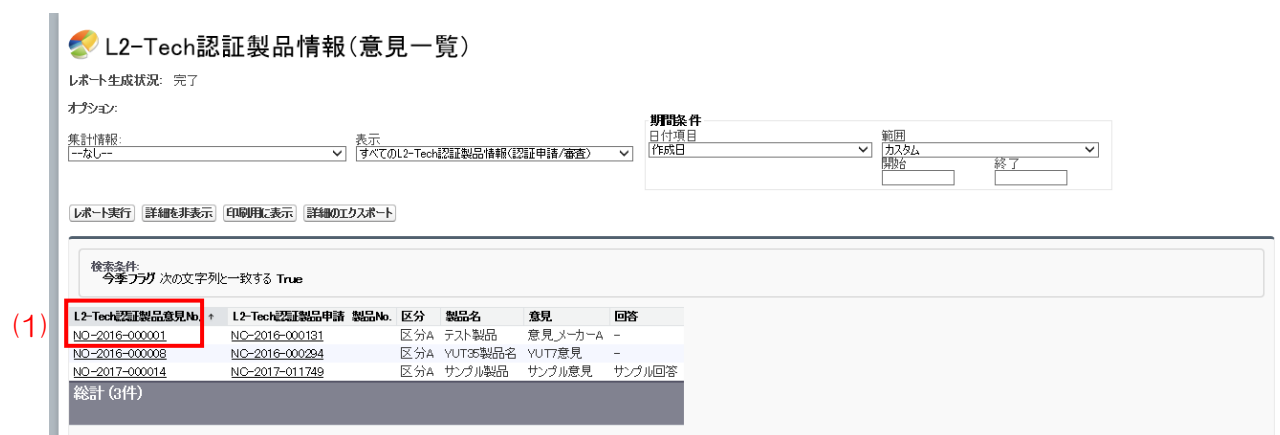 L2-Tech認証製品情報(意見一覧)
レポート生成状況: 完了
オプション:
集計情報:
--なし--
表示
すべてのL2-Tech認証製品情報(認証申請/審査)
期間条件
日付項目
作成日
範囲
カスタム
開始 終了
レポート実行 詳細を非表示 印刷用に表示 詳細のエクスポート
検索条件:
今季フラグ 次の文字列と一致する True
(1)
L2-Tech認証製品意見No. ↑ L2-Tech認証製品申請 製品No. 区分 製品名 意見 回答
NO-2016-000001 NO-2016-000131 区分A テスト製品 意見_メーカーA -
NO-2016-000008 NO-2016-000294 区分A YUT35製品名 YUT7意見 -
NO-2017-000014 NO-2017-011749 区分A サンプル製品 サンプル意見 サンプル回答
総計 (3件)